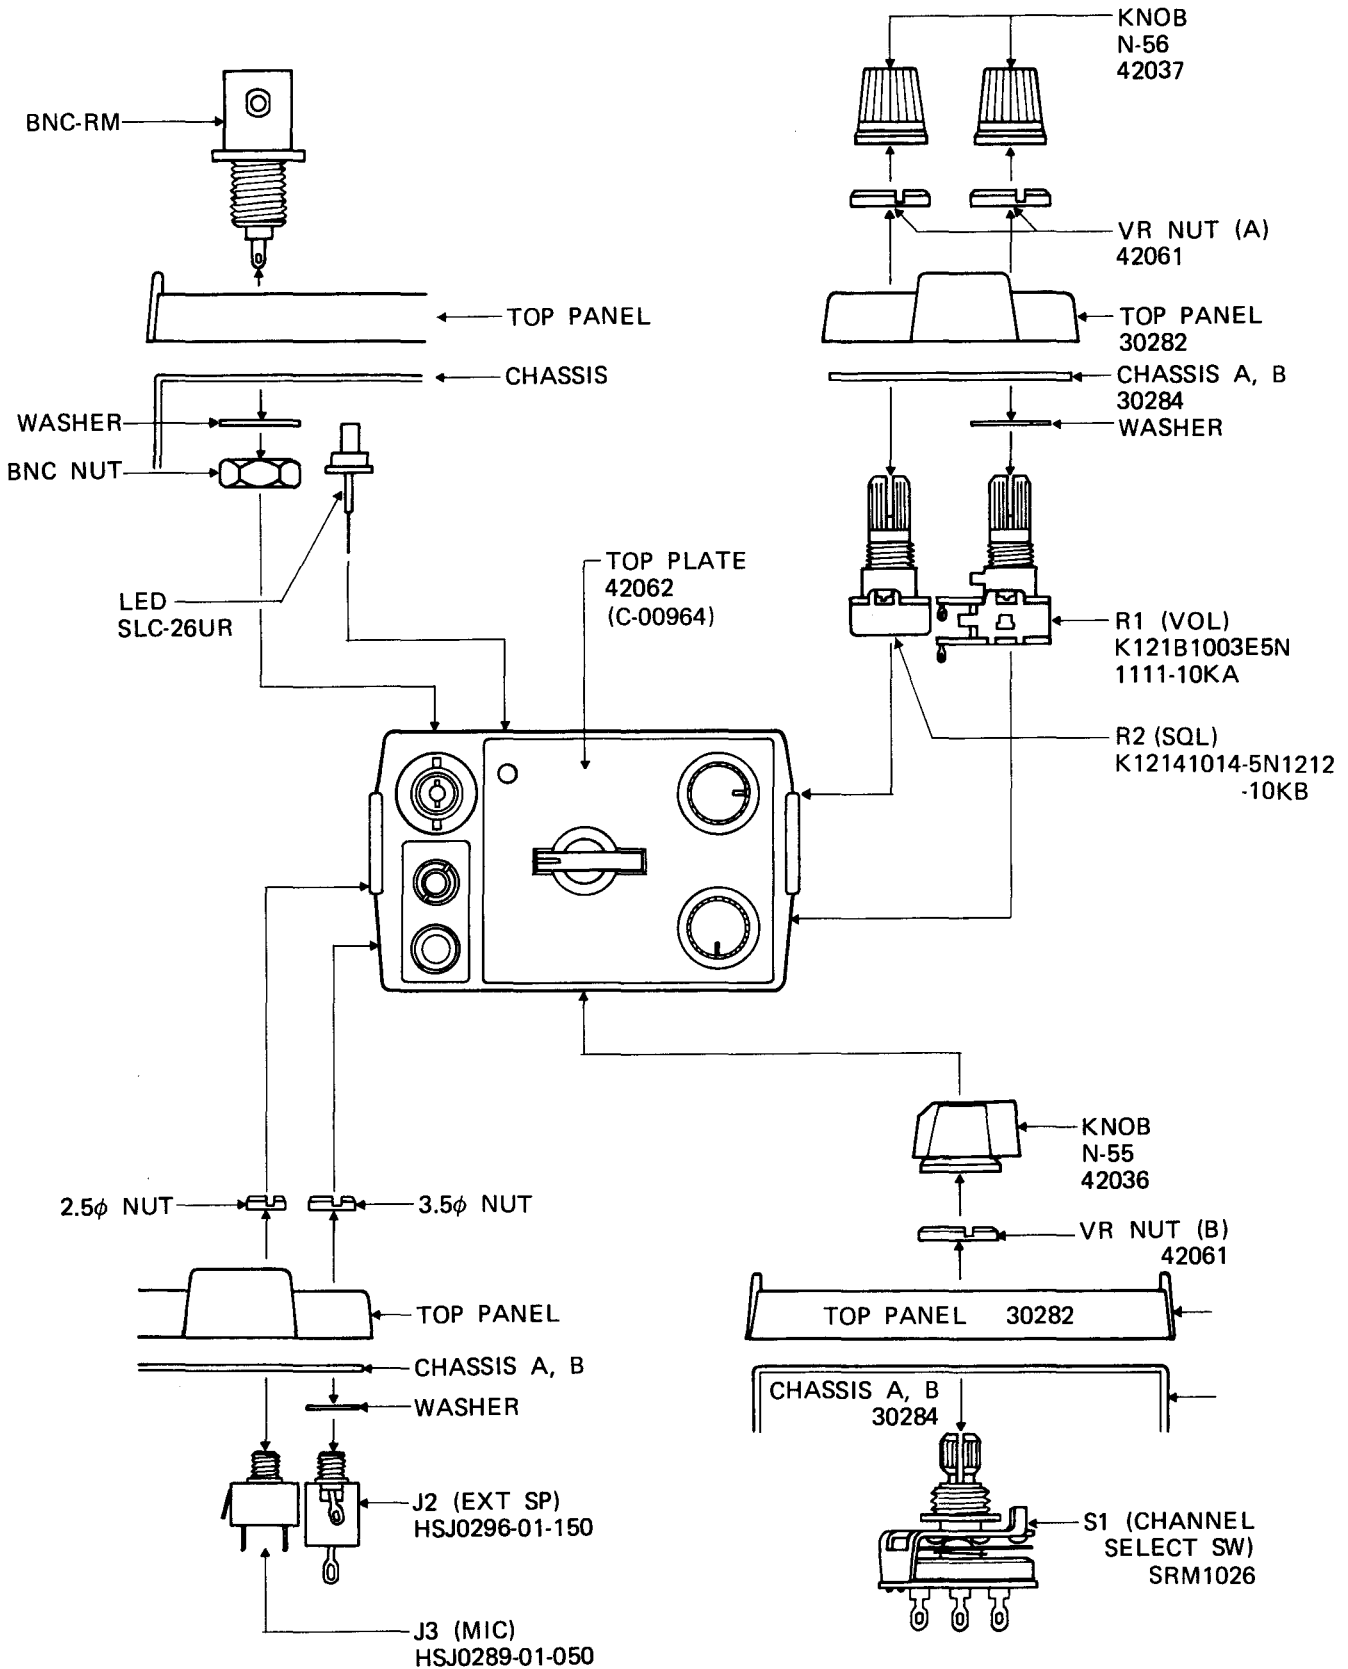 KNOB
N-56
42037
BNC-RM
VR NUT (A)
42061
TOP PANEL
TOP PANEL
30282
CHASSIS
CHASSIS A, B
30284
WASHER
WASHER
BNC NUT
TOP PLATE
42062
(C-00964)
LED
SLC-26UR
R1 (VOL)
K121B1003E5N
1111-10KA
R2 (SQL)
K12141014-5N1212
-10KB
KNOB
N-55
42036
2.5ϕ NUT
3.5ϕ NUT
VR NUT (B)
42061
TOP PANEL
TOP PANEL 30282
CHASSIS A, B
CHASSIS A, B
30284
WASHER
J2 (EXT SP)
HSJ0296-01-150
S1 (CHANNEL
SELECT SW)
SRM1026
J3 (MIC)
HSJ0289-01-050